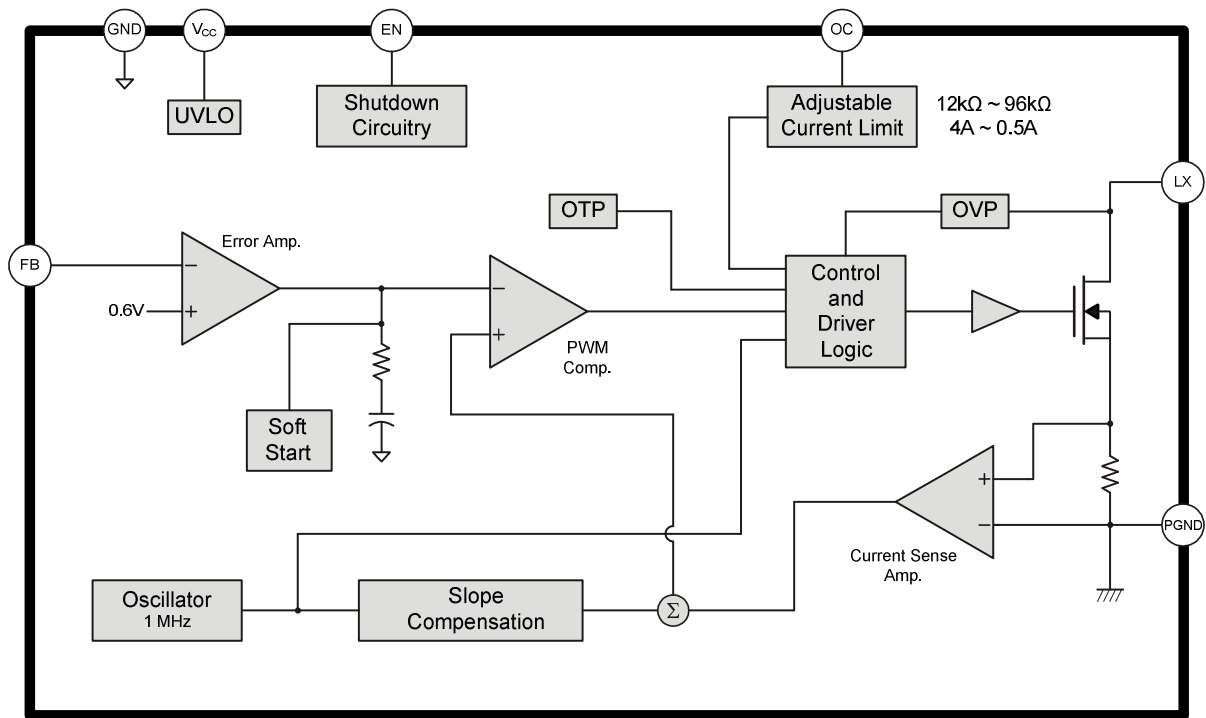 GND
VCC
EN
OC
UVLO
Shutdown
Circuitry
Adjustable
Current Limit
12kΩ ~ 96kΩ
4A ~ 0.5A
LX
OTP
OVP
FB
Error Amp.
−
+
0.6V
−
+
PWM
Comp.
Control
and
Driver
Logic
Soft
Start
+
−
PGND
Current Sense
Amp.
Oscillator
1 MHz
Slope
Compensation
Σ